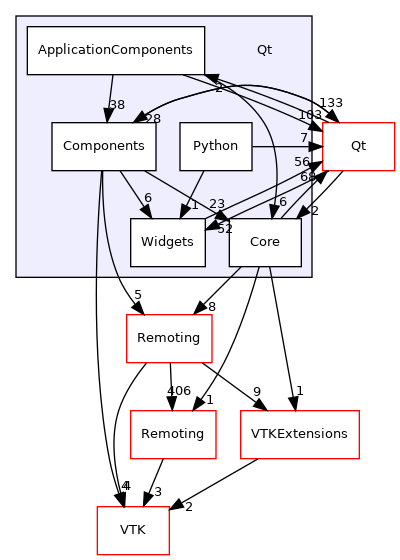 ApplicationComponents
Qt
2
103
38
28
133
Components
Python
7
Qt
56
68
6
1
23
6
2
52
Widgets
Core
5
8
Remoting
406
1
9
1
Remoting
VTKExtensions
4
4
3
2
VTK